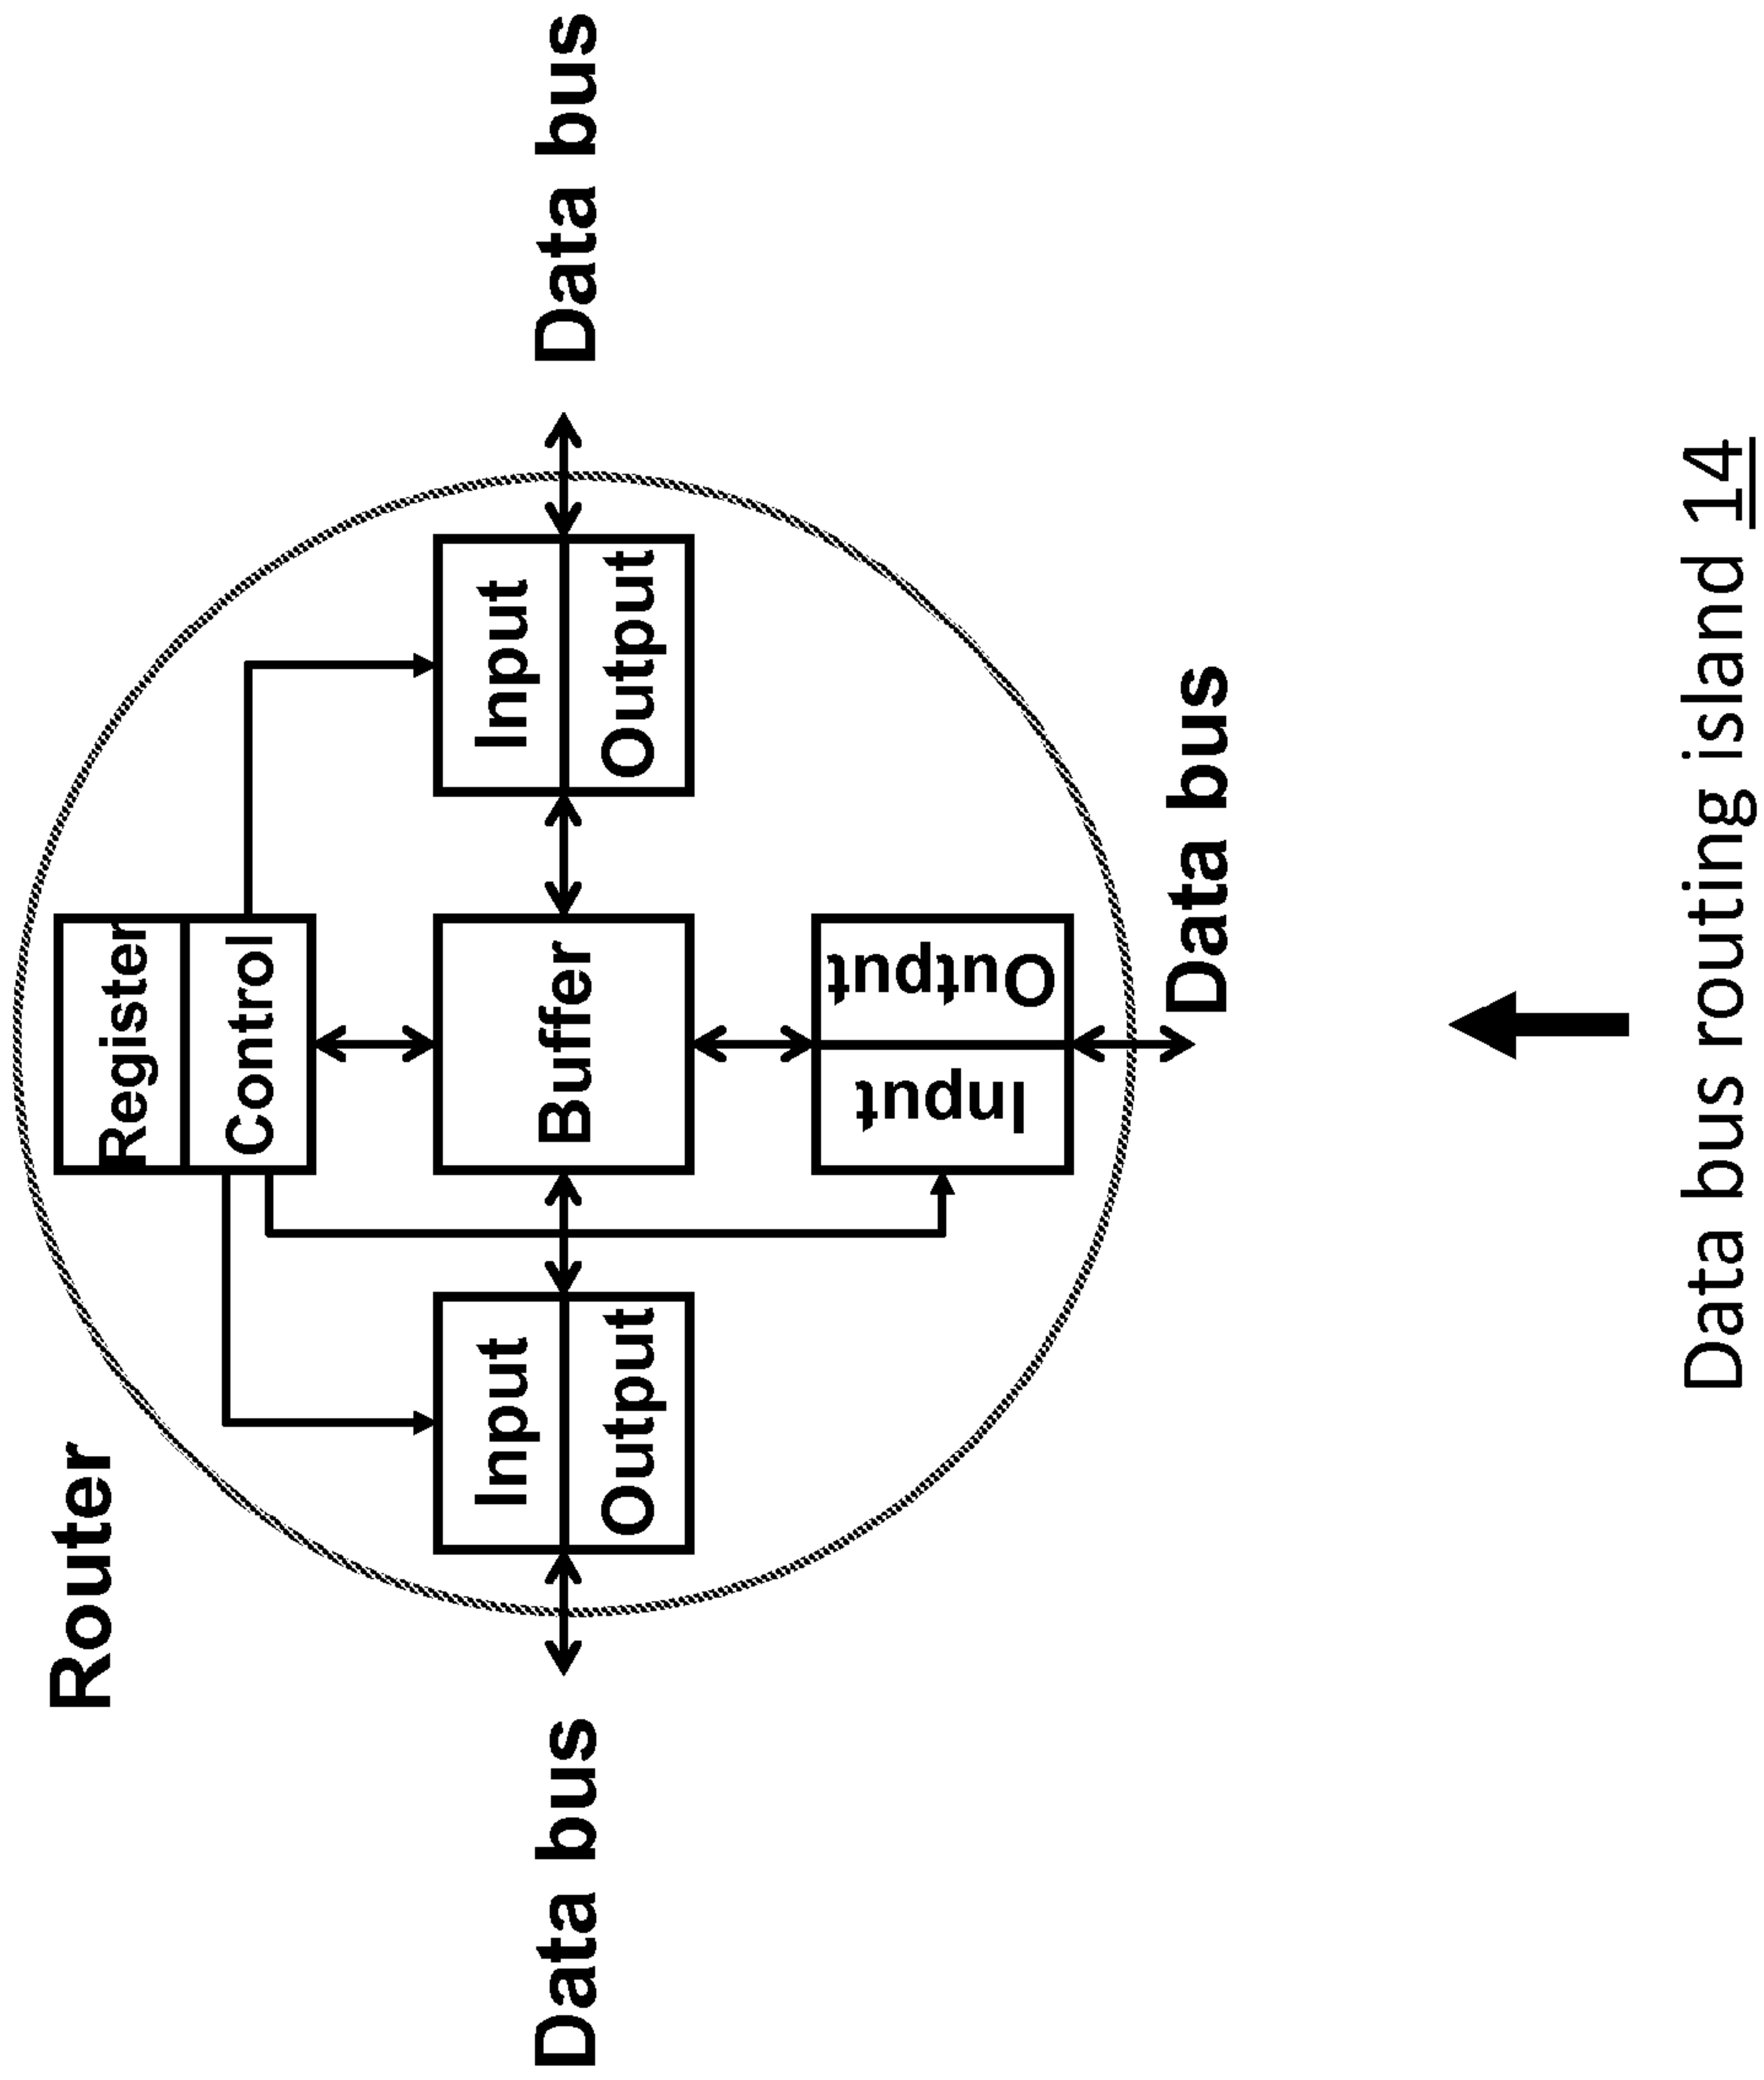 Router
Data bus
Data bus
Register
Control
Input
Output
Buffer
Input
Output
Input
Output
Data bus
Data bus routing island 14